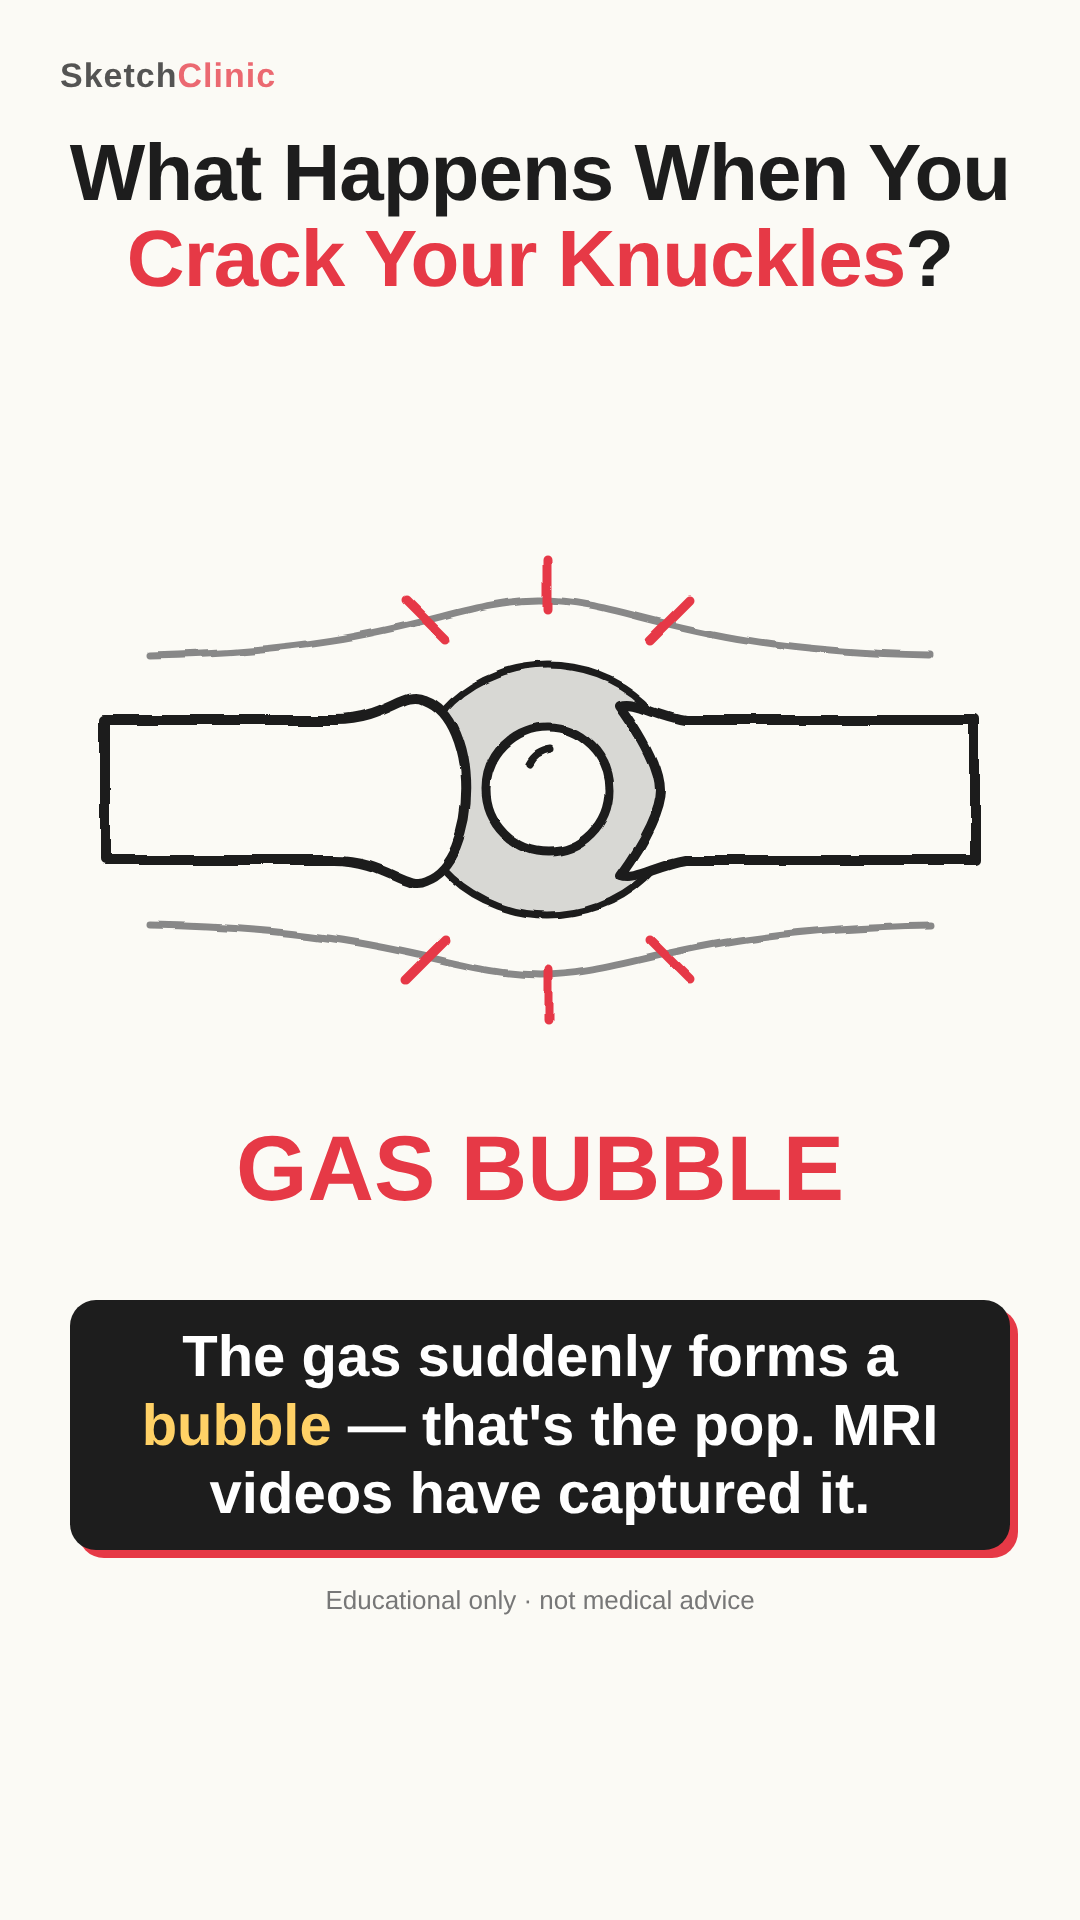 SketchClinic
What Happens When You
Crack Your Knuckles?
GAS BUBBLE
The gas suddenly forms a
bubble — that's the pop. MRI
videos have captured it.
Educational only · not medical advice